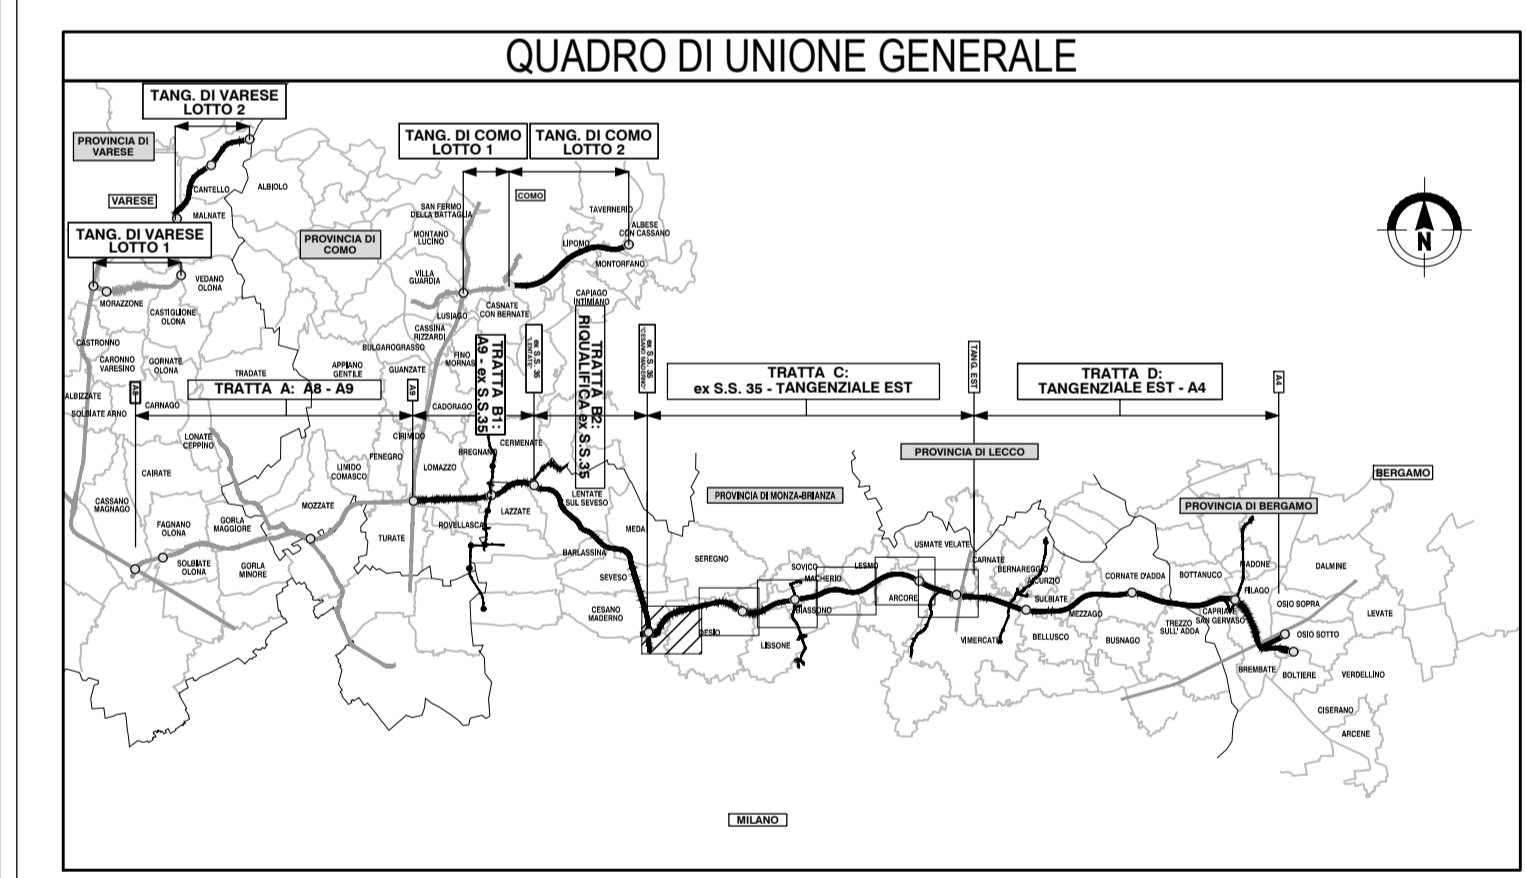 QUADRO DI UNIONE GENERALE
TANG. DI VARESE
LOTTO 2
PROVINCIA DI
VARESE
VARESE
CANTELLO
ALBIOLO
MALNATE
TANG. DI VARESE
LOTTO 1
PROVINCIA DI
COMO
VEDANO
OLONA
MORAZZONE
CASTIGLIONE
OLONA
TANG. DI COMO
LOTTO 1
TANG. DI COMO
LOTTO 2
COMO
SAN FERMO
DELLA BATTAGLIA
MONTANO
LUCINO
TAVERNERIO
ALBESE
CON CASSANO
LIPOMO
MONTORFANO
VILLA
GUARDIA
CAPIAGO
INTIMIANO
LUSIAGO
CASNATE
CON BERNATE
CASSINA
RIZZARDI
BULGAROGRASSO
FINO
MORNAS
GUANZATE
CASTRONNO
CARONNO
VARESINO
GORNATE
OLONA
TRADATE
APPIANO
GENTILE
ALBIZZATE
SOLBIATE ARNO
CARNAGO
A8
TRATTA A: A8 - A9
A9
CADORAGO
TRATTA B1:
A9 - ex S.S.35
ex S.S. 35
"LENTATE"
TRATTA B2:
RIQUALIFICA ex S.S.35
ex S.S. 35
"CESANO MADERNO"
TRATTA C:
ex S.S. 35 - TANGENZIALE EST
TANG. EST
TRATTA D:
TANGENZIALE EST - A4
A4
N
LONATE
CEPPINO
CAIRATE
CIRIMIDO
FENEGRO
LIMIDO
COMASCO
LOMAZZO
BREGNANO
CERMENATE
LENTATE
SUL SEVESO
CASSANO
MAGNAGO
FAGNANO
OLONA
GORLA
MAGGIORE
MOZZATE
SOLBIATE
OLONA
GORLA
MINORE
TURATE
ROVELLASCA
LAZZATE
MEDA
BARLASSINA
SEVESO
CESANO
MADERNO
SEREGNO
DESIO
LISSONE
BIASSONO
MACHERIO
SOVICO
LESMO
ARCORE
USMATE VELATE
CARNATE
BERNAREGGIO
AICURZIO
SULBIATE
VIMERCATE
BELLUSCO
MEZZAGO
CORNATE D'ADDA
BUSNAGO
TREZZO
SULL' ADDA
BOTTANUCO
CAPRIATE
SAN GERVASO
MADONE
FILAGO
DALMINE
OSIO SOPRA
OSIO SOTTO
LEVATE
BREMBATE
BOLTIERE
VERDELLINO
CISERANO
ARCENE
PROVINCIA DI MONZA-BRIANZA
PROVINCIA DI LECCO
PROVINCIA DI BERGAMO
BERGAMO
MILANO